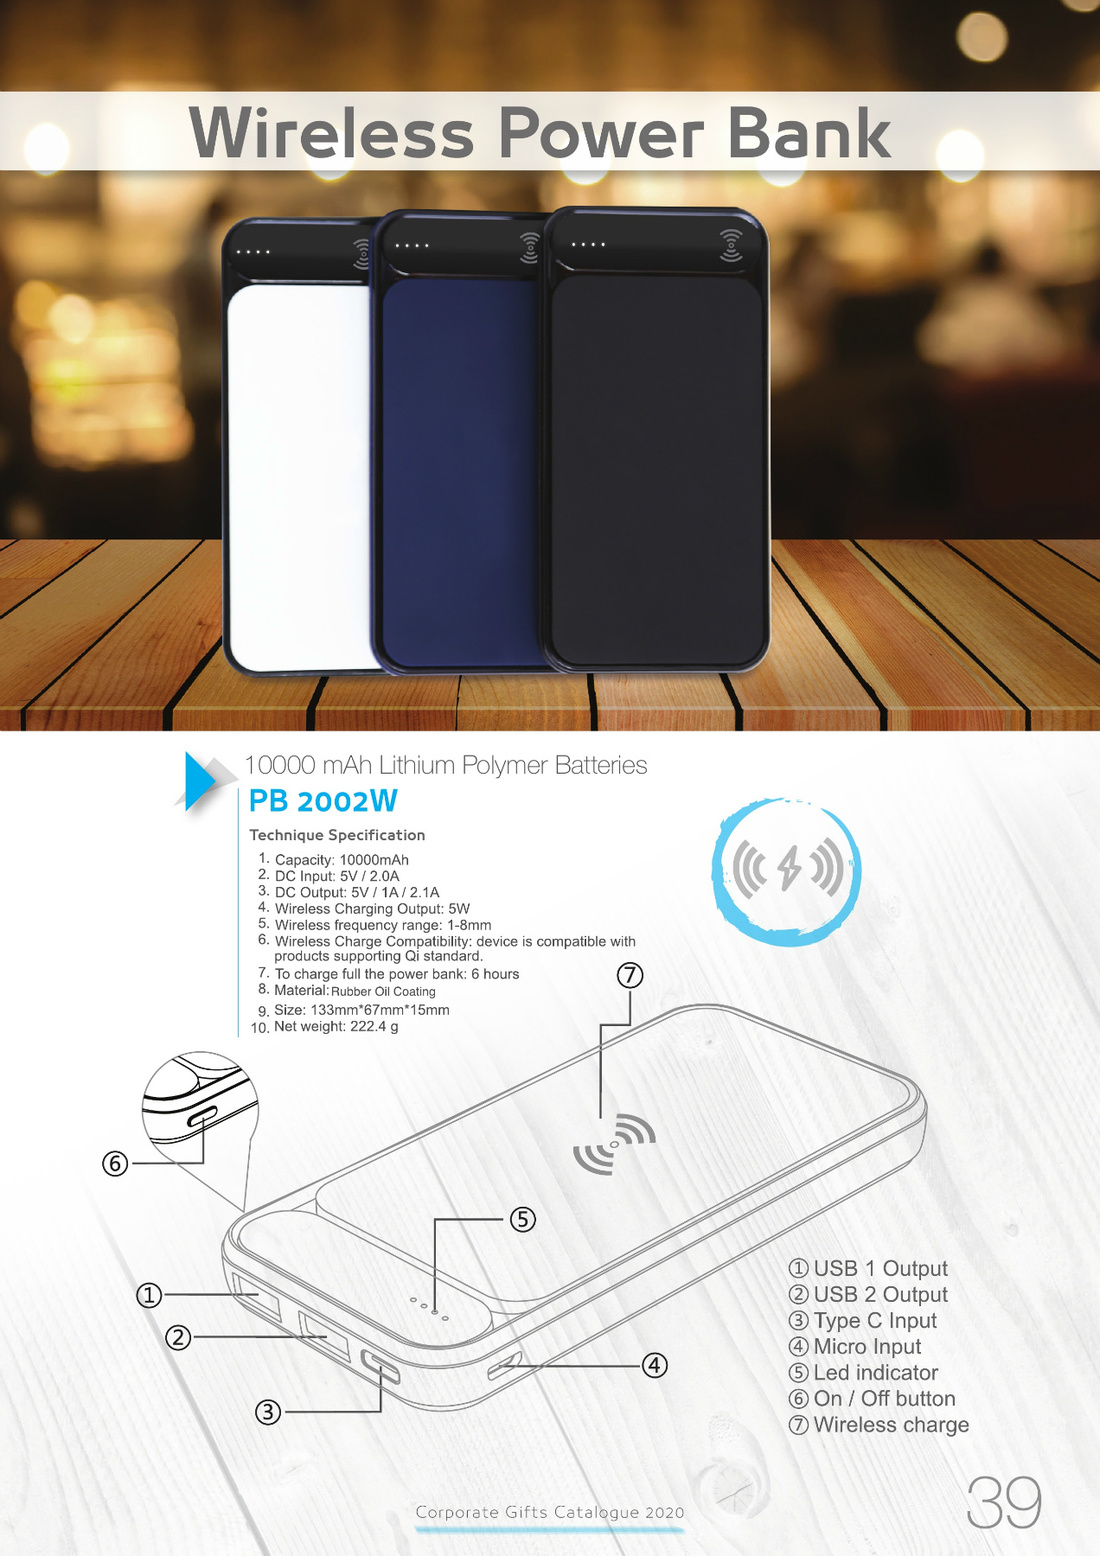 Wireless Power Bank
10000 mAh Lithium Polymer Batteries
PB 2002W
Technique Specification
1. Capacity: 10000mAh
2. DC Input: 5V / 2.0A
3. DC Output: 5V / 1A / 2.1A
4. Wireless Charging Output: 5W
5. Wireless frequency range: 1-8mm
6. Wireless Charge Compatibility: device is compatible with
products supporting Qi standard.
7. To charge full the power bank: 6 hours
8. Material: Rubber Oil Coating
9. Size: 133mm*67mm*15mm
10. Net weight: 222.4 g
⑦
⑥
⑤
①
②
④
③
① USB 1 Output
② USB 2 Output
③ Type C Input
④ Micro Input
⑤ Led indicator
⑥ On / Off button
⑦ Wireless charge
Corporate Gifts Catalogue 2020
39